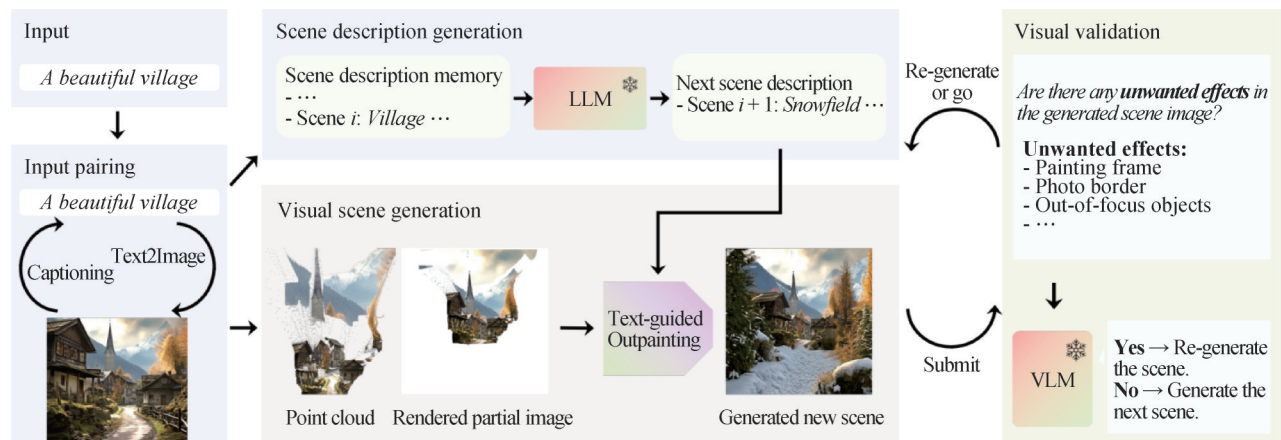 Input
A beautiful village
Input pairing
A beautiful village
Captioning
Text2Image
Scene description generation
Scene description memory
- ⋯
- Scene i: Village ⋯
LLM
Next scene description
- Scene i + 1: Snowfield ⋯
Visual scene generation
Point cloud
Rendered partial image
Text-guided
Outpainting
Generated new scene
Re-generate
or go
Submit
Visual validation
Are there any unwanted effects in
the generated scene image?
Unwanted effects:
- Painting frame
- Photo border
- Out-of-focus objects
- ⋯
VLM
Yes → Re-generate
the scene.
No → Generate the
next scene.